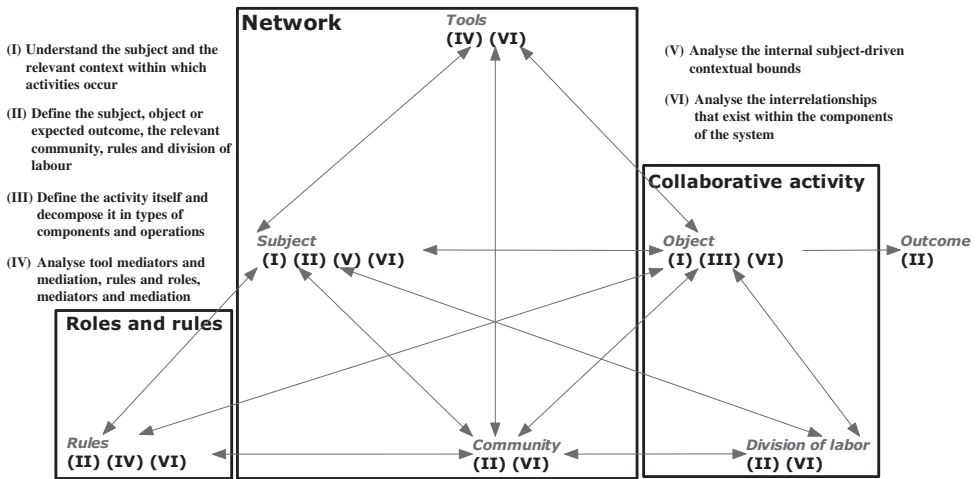 Network
Tools
(IV) (VI)
(I) Understand the subject and the
relevant context within which
activities occur
(II) Define the subject, object or
expected outcome, the relevant
community, rules and division of
labour
(III) Define the activity itself and
decompose it in types of
components and operations
(IV) Analyse tool mediators and
mediation, rules and roles,
mediators and mediation
(V) Analyse the internal subject-driven
contextual bounds
(VI) Analyse the interrelationships
that exist within the components
of the system
Collaborative activity
Subject
(I) (II) (V) (VI)
Object
(I) (III) (VI)
Outcome
(II)
Roles and rules
Rules
(II) (IV) (VI)
Community
(II) (VI)
Division of labor
(II) (VI)